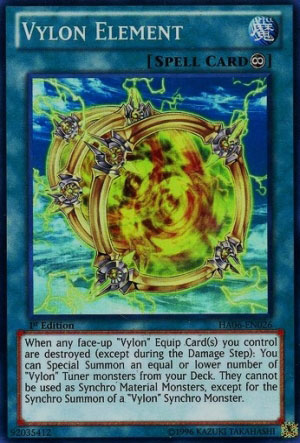 VYLON ELEMENT
[SPELL CARD]
1st Edition
HA06-EN026
When any face-up "Vylon" Equip Card(s) you control
are destroyed (except during the Damage Step): You
can Special Summon an equal or lower number of
"Vylon" Tuner monsters from your Deck. They cannot
be used as Synchro Material Monsters, except for the
Synchro Summon of a "Vylon" Synchro Monster.
92035412
©1996 KAZUKI TAKAHASHI